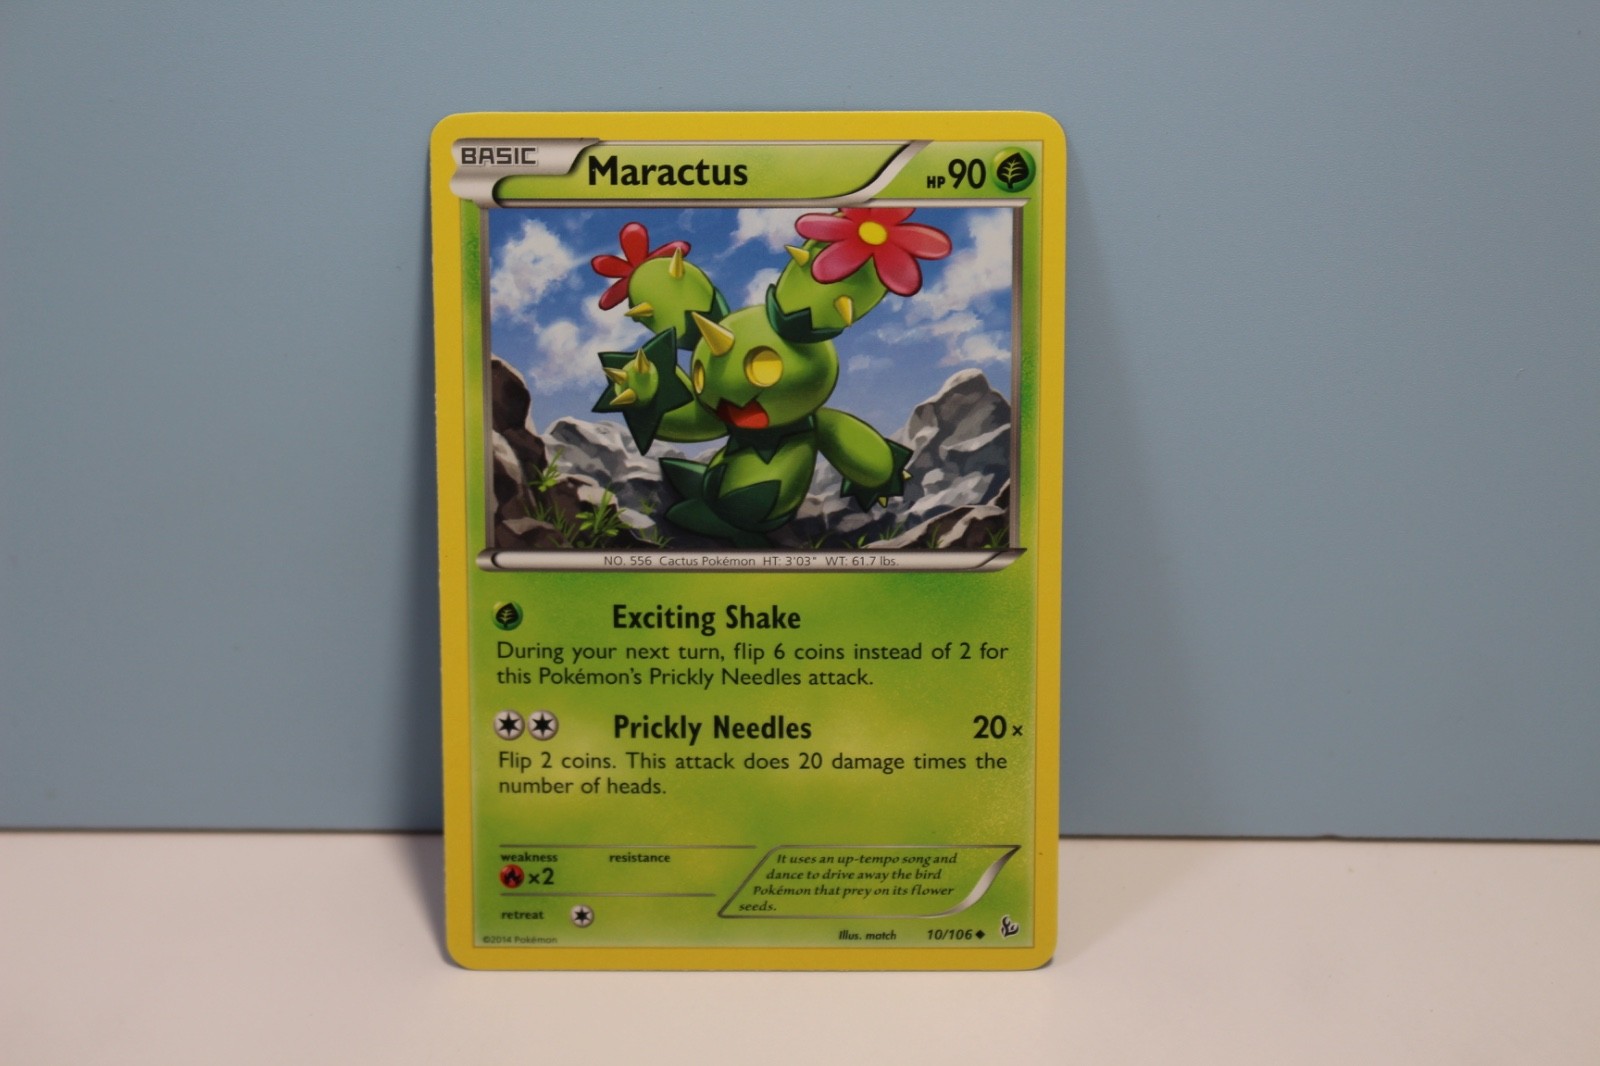 BASIC
Maractus
HP 90
NO. 556 Cactus Pokémon HT: 3'03" WT: 61.7 lbs.
Exciting Shake
During your next turn, flip 6 coins instead of 2 for
this Pokémon's Prickly Needles attack.
Prickly Needles 20×
Flip 2 coins. This attack does 20 damage times the
number of heads.
weakness resistance
×2
retreat
It uses an up-tempo song and
dance to drive away the bird
Pokémon that prey on its flower
seeds.
©2014 Pokémon
Illus. match 10/106